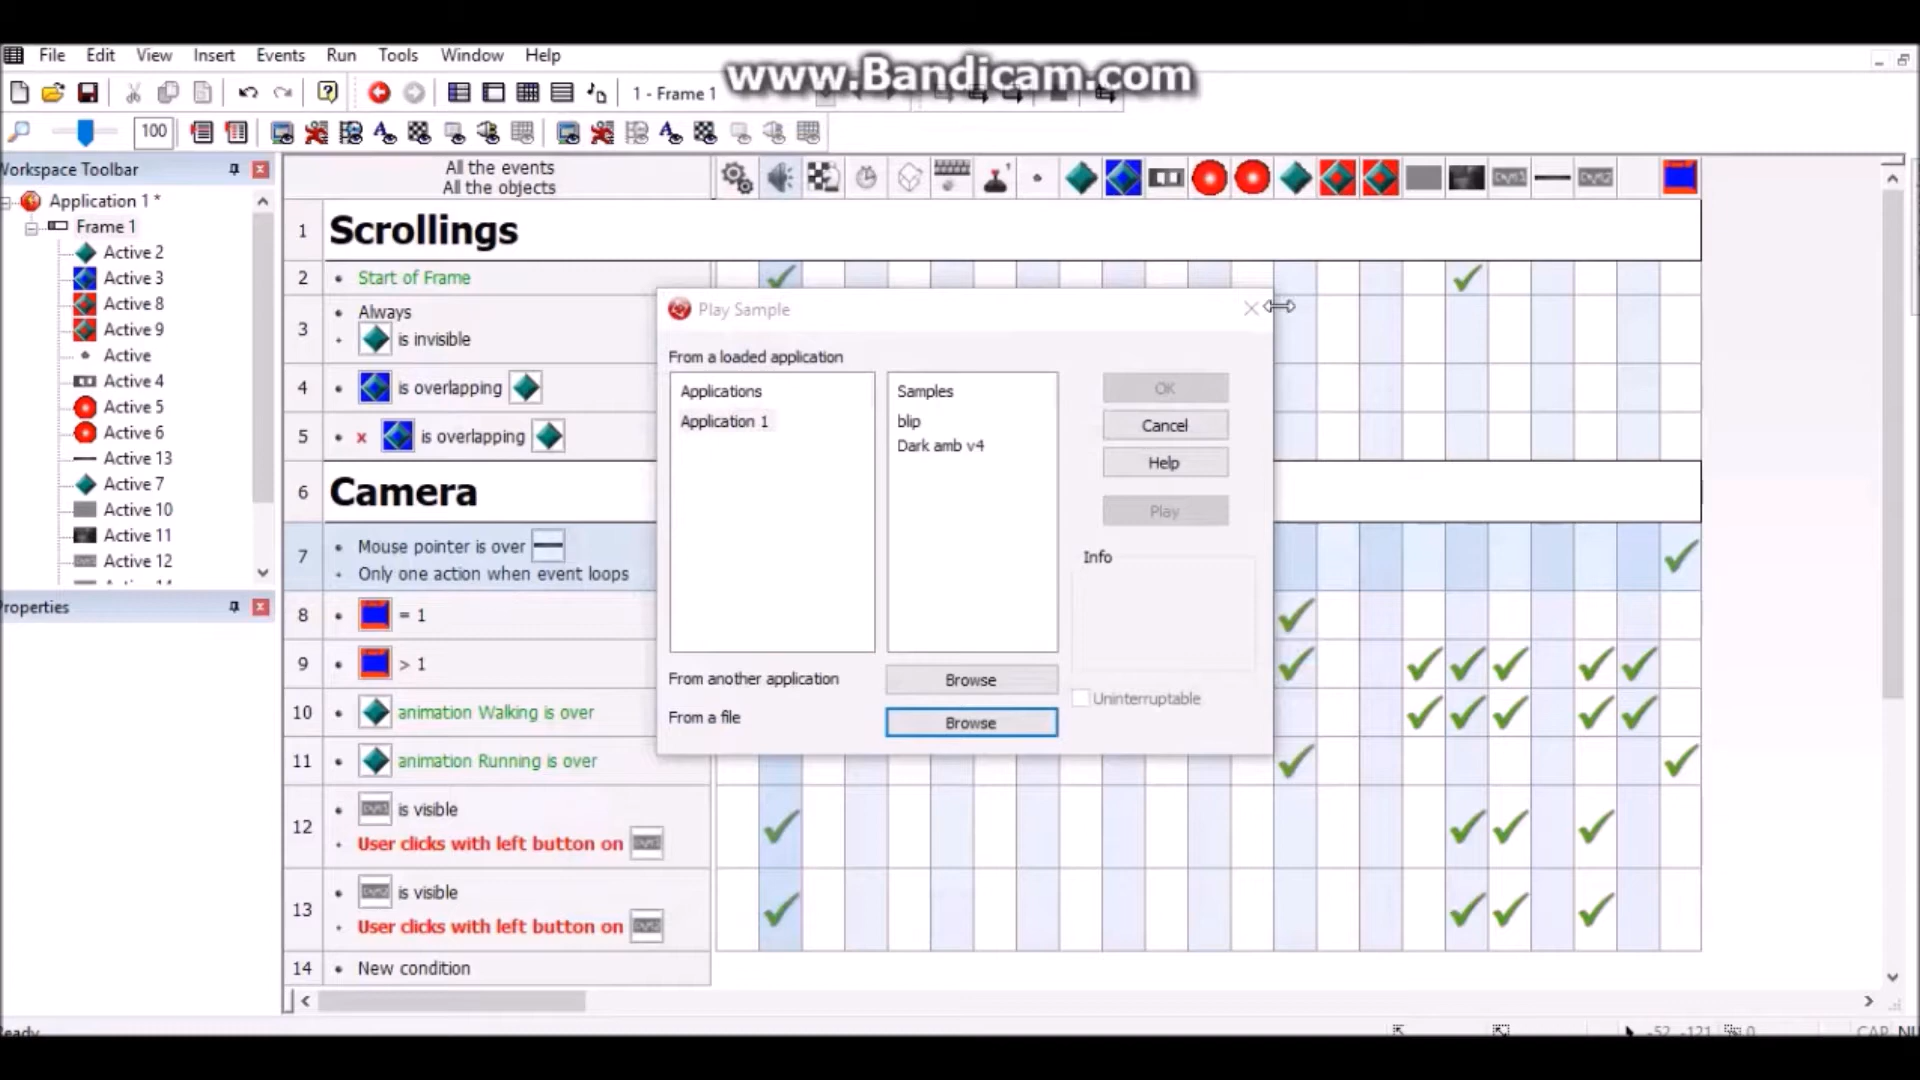 File Edit View Insert Events Run Tools Window Help
www.Bandicam.com
1 - Frame 1
100
Workspace Toolbar
Application 1 *
Frame 1
Active 2
Active 3
Active 8
Active 9
Active
Active 4
Active 5
Active 6
Active 13
Active 7
Active 10
Active 11
Active 12
Properties
All the events
All the objects
1 Scrollings
2 Start of Frame
3 Always
is invisible
4 is overlapping
5 x is overlapping
6 Camera
7 Mouse pointer is over
Only one action when event loops
8 = 1
9 > 1
10 animation Walking is over
11 animation Running is over
12 is visible
User clicks with left button on
13 is visible
User clicks with left button on
14 New condition
Play Sample
From a loaded application
Applications
Application 1
Samples
blip
Dark amb v4
OK
Cancel
Help
Play
Info
From another application Browse
From a file Browse
Uninterruptable